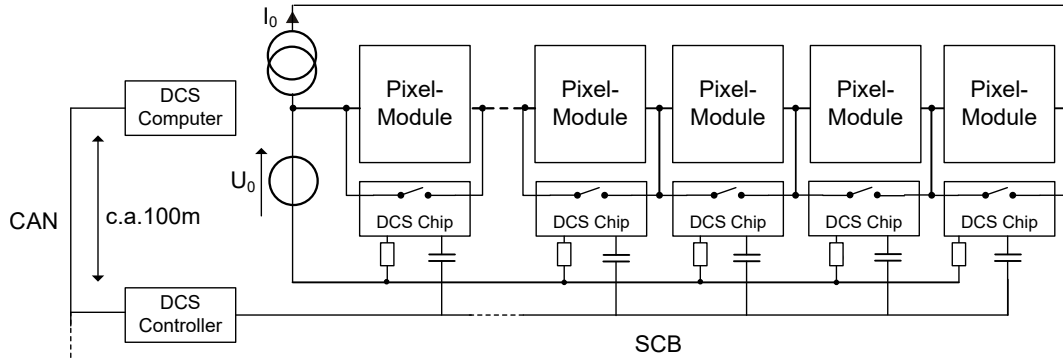 I0
Pixel-
Module
Pixel-
Module
Pixel-
Module
Pixel-
Module
Pixel-
Module
DCS
Computer
U0
CAN
c.a.100m
DCS Chip
DCS Chip
DCS Chip
DCS Chip
DCS Chip
DCS
Controller
SCB